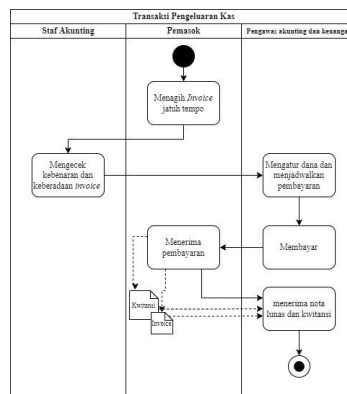 Transaksi Pengeluaran Kas
Staf Akunting
Pemasok
Pengawas akunting dan keuangan
Menagih Invoice
jatuh tempo
Mengecek
kebenaran dan
keberadaan invoice
Mengatur dana dan
menjadwalkan
pembayaran
Menerima
pembayaran
Membayar
Kwitansi
Invoice
menerima nota
lunas dan kwitansi